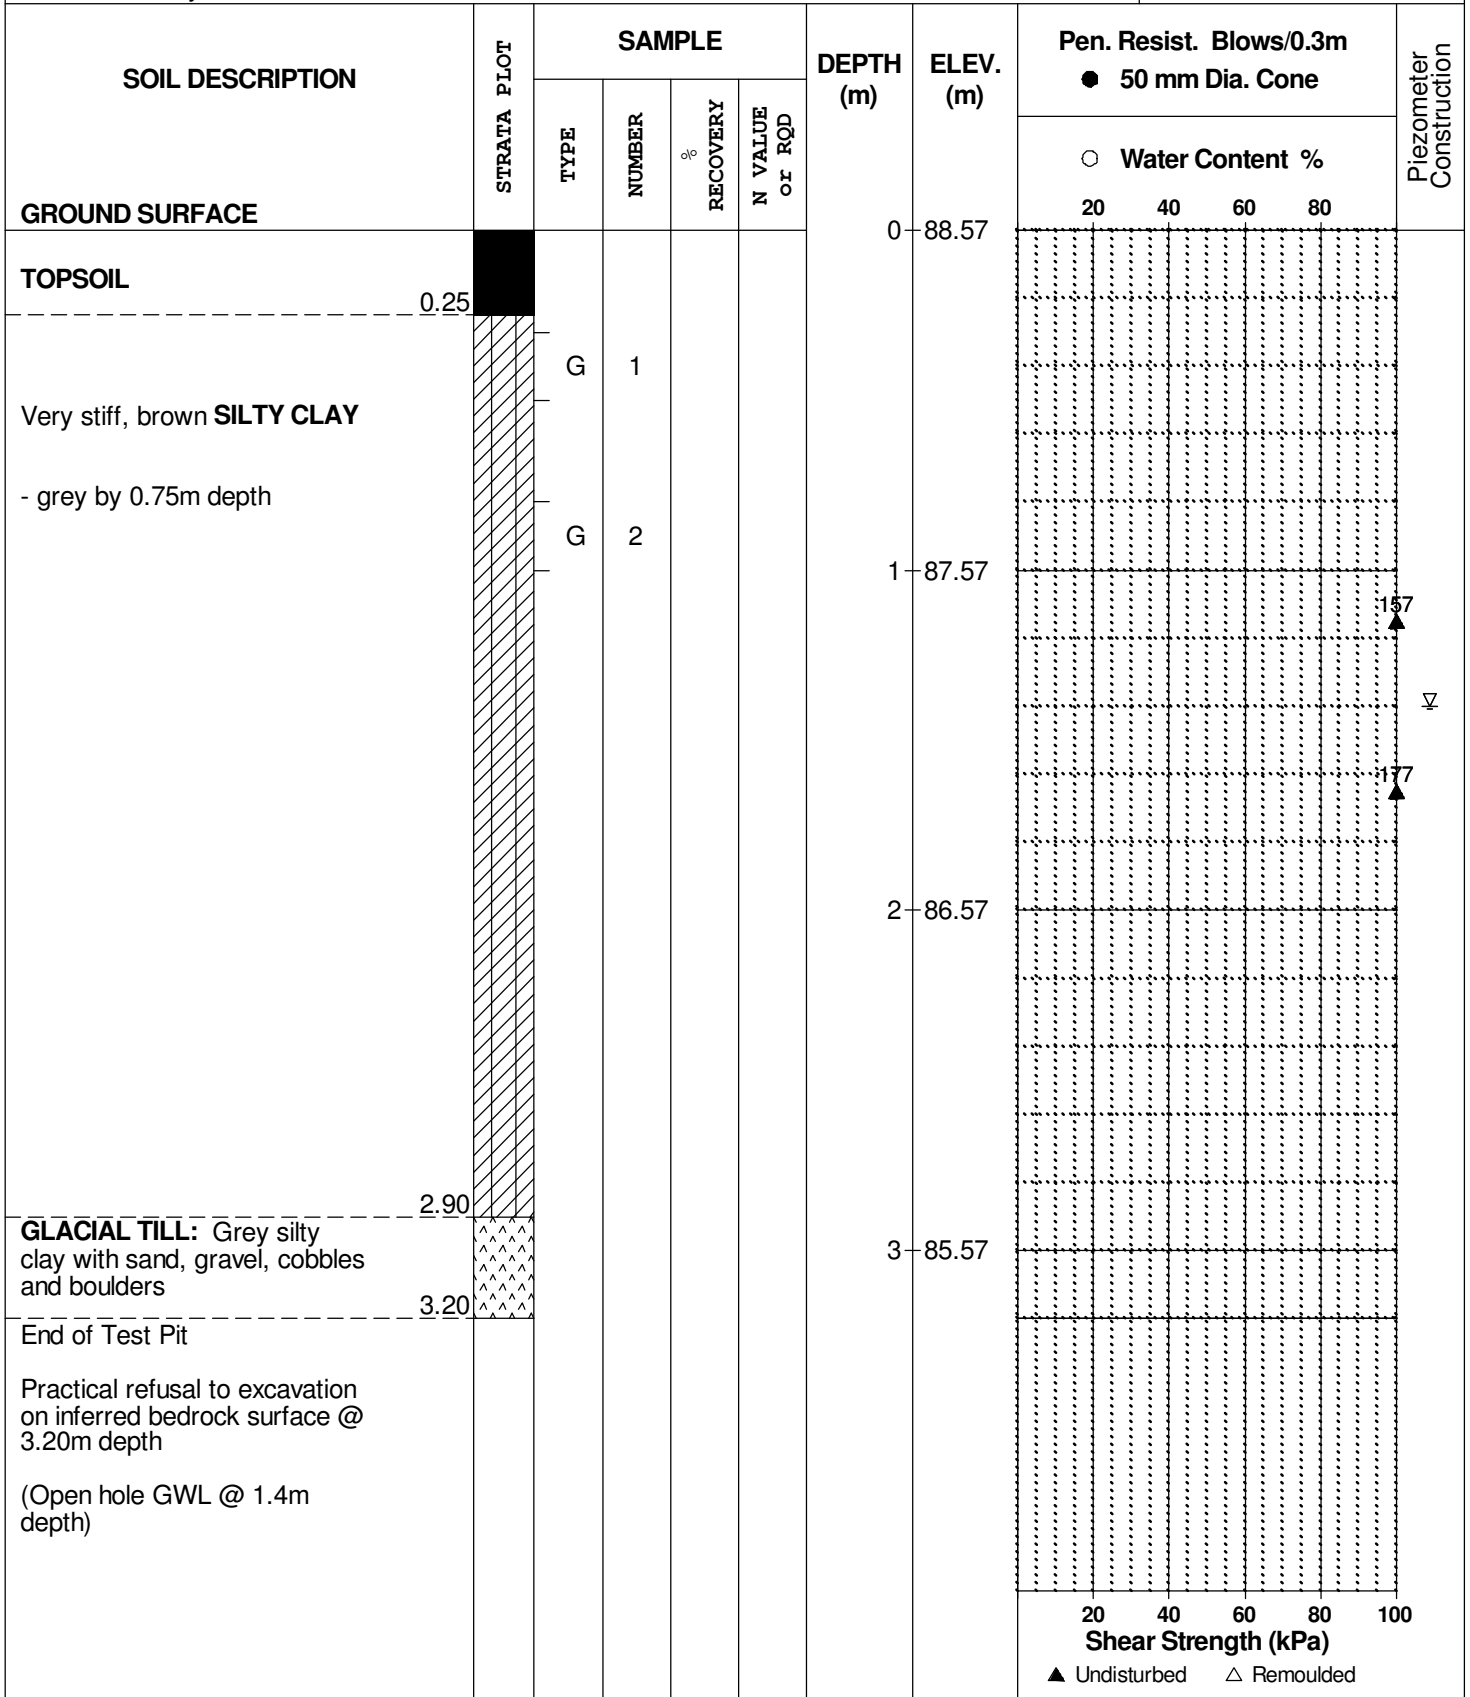 SOIL DESCRIPTION
GROUND SURFACE
STRATA PLOT
SAMPLE
TYPE
NUMBER
%
RECOVERY
N VALUE
or RQD
DEPTH
(m)
ELEV.
(m)
Pen. Resist. Blows/0.3m
● 50 mm Dia. Cone
○ Water Content %
20 40 60 80
Piezometer
Construction
0 88.57
TOPSOIL
0.25
G 1
Very stiff, brown SILTY CLAY
- grey by 0.75m depth
G 2
1 87.57
157
177
2 86.57
2.90
GLACIAL TILL: Grey silty
clay with sand, gravel, cobbles
and boulders
3 85.57
3.20
End of Test Pit
Practical refusal to excavation
on inferred bedrock surface @
3.20m depth
(Open hole GWL @ 1.4m
depth)
20 40 60 80 100
Shear Strength (kPa)
▲ Undisturbed △ Remoulded